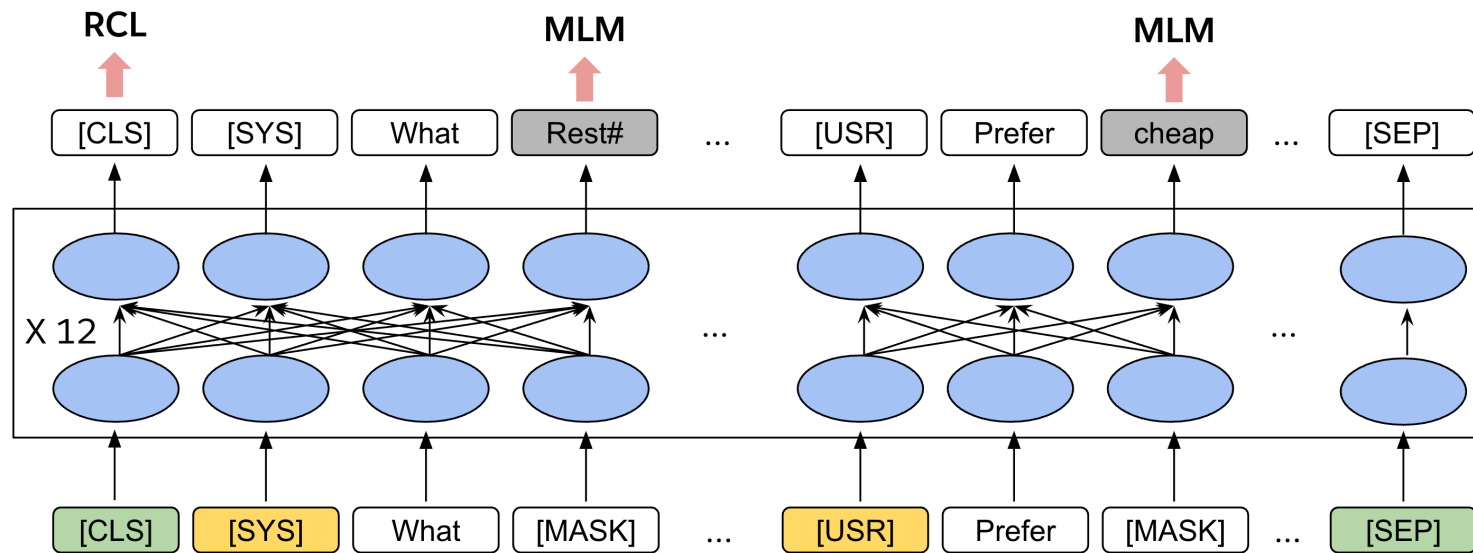 RCL MLM MLM
[CLS] [SYS] What Rest# ... [USR] Prefer cheap ... [SEP]
X 12 ... ...
[CLS] [SYS] What [MASK] ... [USR] Prefer [MASK] ... [SEP]